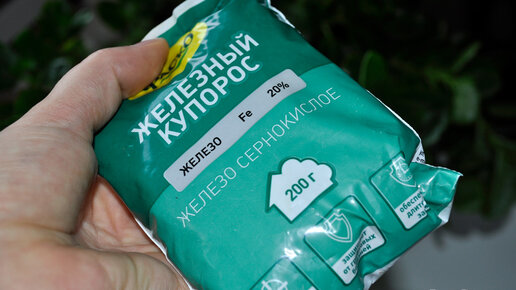 ЖЕЛЕЗНЫЙ
КУПОРОС
ЖЕЛЕЗО Fe 20%
ЖЕЛЕЗО СЕРНОКИСЛОЕ
200 г